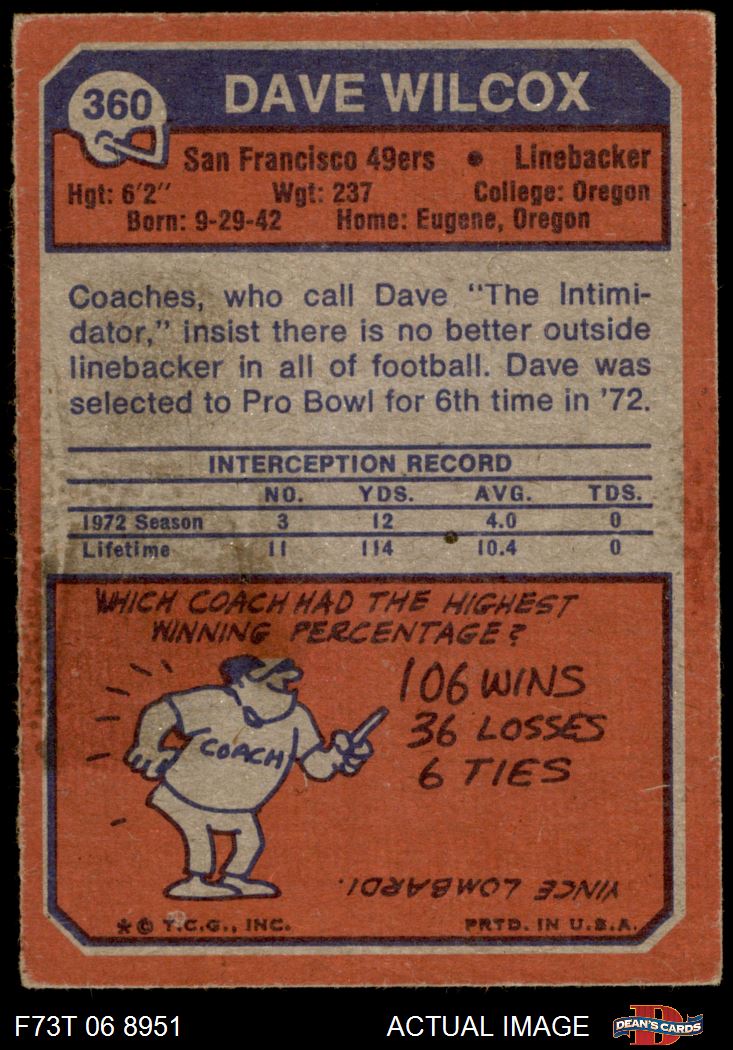 360
DAVE WILCOX
San Francisco 49ers • Linebacker
Hgt: 6'2" Wgt: 237 College: Oregon
Born: 9-29-42 Home: Eugene, Oregon
Coaches, who call Dave "The Intimi-
dator," insist there is no better outside
linebacker in all of football. Dave was
selected to Pro Bowl for 6th time in '72.
INTERCEPTION RECORD
NO. YDS. AVG. TDS.
1972 Season 3 12 4.0 0
Lifetime 11 114 10.4 0
WHICH COACH HAD THE HIGHEST
WINNING PERCENTAGE?
106 WINS
36 LOSSES
6 TIES
COACH
VINCE LOMBARDI.
* © T.C.G., INC. PRTD. IN U.S.A.
F73T 06 8951 ACTUAL IMAGE
D
DEAN'S CARDS